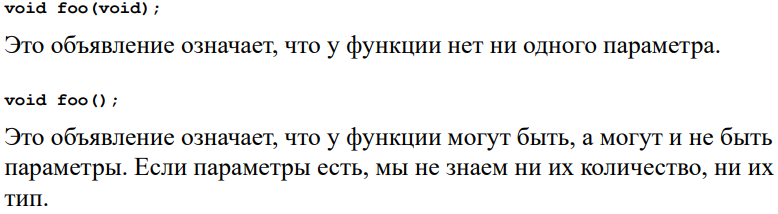 void foo(void);
Это объявление означает, что у функции нет ни одного параметра.
void foo();
Это объявление означает, что у функции могут быть, а могут и не быть
параметры. Если параметры есть, мы не знаем ни их количество, ни их
тип.